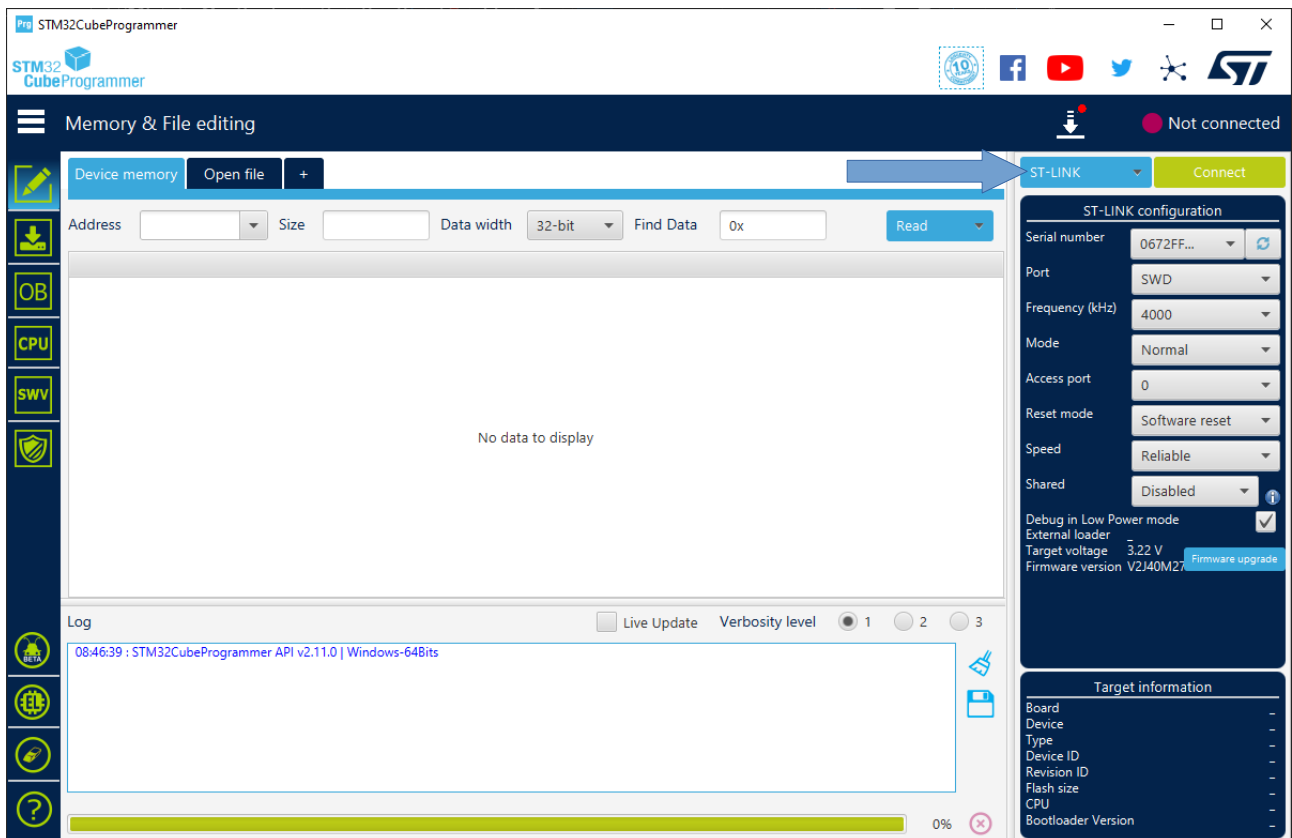 Prg STM32CubeProgrammer
STM32
CubeProgrammer
10
Memory & File editing
Not connected
Device memory Open file +
ST-LINK Connect
Address Size Data width 32-bit Find Data 0x Read
ST-LINK configuration
Serial number 0672FF...
Port SWD
Frequency (kHz) 4000
Mode Normal
Access port 0
Reset mode Software reset
Speed Reliable
Shared Disabled
Debug in Low Power mode
External loader _
Target voltage 3.22 V
Firmware version V2J40M27
Firmware upgrade
OB
CPU
SWV
No data to display
Log Live Update Verbosity level 1 2 3
08:46:39 : STM32CubeProgrammer API v2.11.0 | Windows-64Bits
BETA
EL
?
Target information
Board _
Device _
Type _
Device ID _
Revision ID _
Flash size _
CPU _
Bootloader Version _
0%